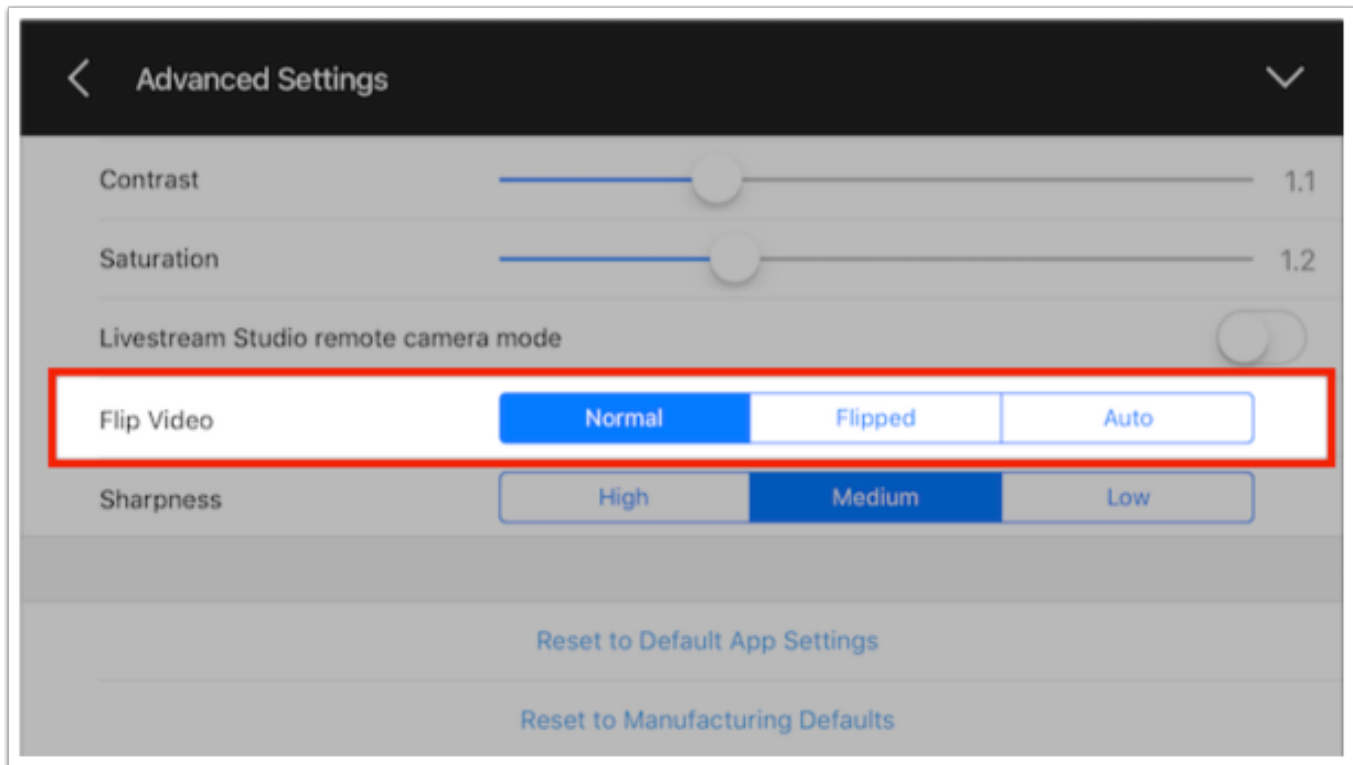 Advanced Settings
Contrast 1.1
Saturation 1.2
Livestream Studio remote camera mode
Flip Video Normal Flipped Auto
Sharpness High Medium Low
Reset to Default App Settings
Reset to Manufacturing Defaults